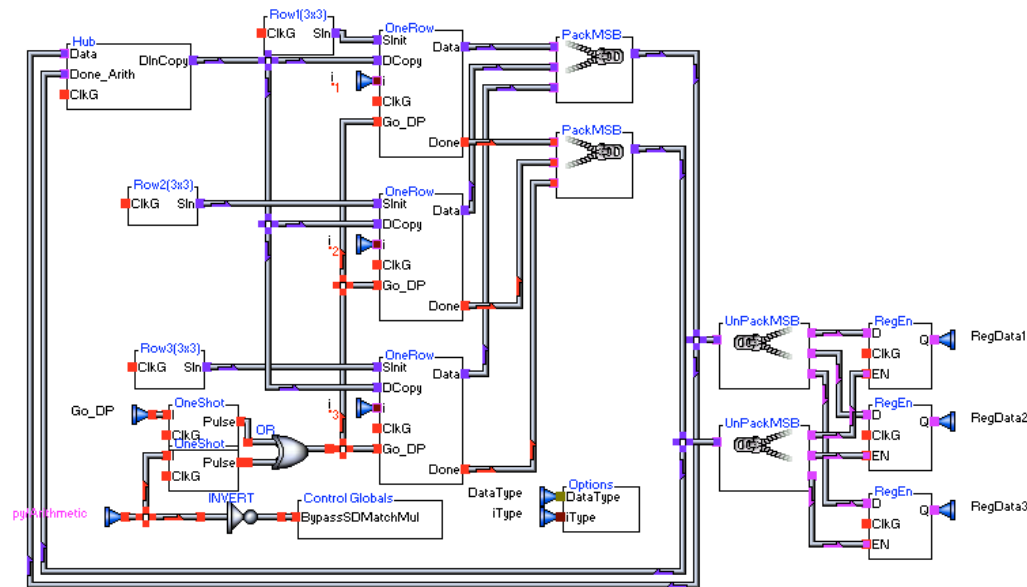 Row1(3x3)
ClkG SIn
Hub
Data
DInCopy
Done_Arith
ClkG
OneRow
SInit
Data
DCopy
i
ClkG
Go_DP
Done
i
1
PackMSB
PackMSB
Row2(3x3)
ClkG SIn
OneRow
SInit
Data
DCopy
i
ClkG
Go_DP
Done
i
2
Row3(3x3)
ClkG SIn
OneRow
SInit
Data
DCopy
i
ClkG
Go_DP
Done
i
3
Go_DP
OneShot
I
Pulse
ClkG
OneShot
Pulse
ClkG
OR
INVERT
Control Globals
BypassSDMatchMul
DataType
iType
Options
DataType
iType
UnPackMSB
UnPackMSB
RegEn
D
Q
ClkG
EN
RegData1
RegEn
D
Q
ClkG
EN
RegData2
RegEn
D
Q
ClkG
EN
RegData3